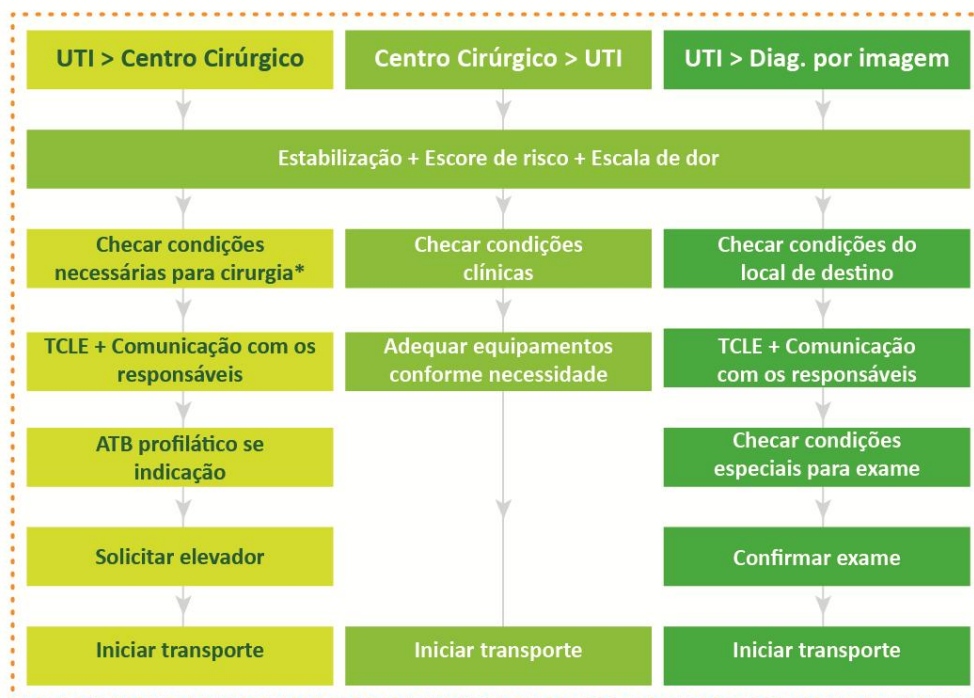 UTI > Centro Cirúrgico
Centro Cirúrgico > UTI
UTI > Diag. por imagem
Estabilização + Escore de risco + Escala de dor
Checar condições
necessárias para cirurgia*
Checar condições
clínicas
Checar condições do
local de destino
TCLE + Comunicação com os
responsáveis
Adequar equipamentos
conforme necessidade
TCLE + Comunicação
com os responsáveis
ATB profilático se
indicação
Checar condições
especiais para exame
Solicitar elevador
Confirmar exame
Iniciar transporte
Iniciar transporte
Iniciar transporte